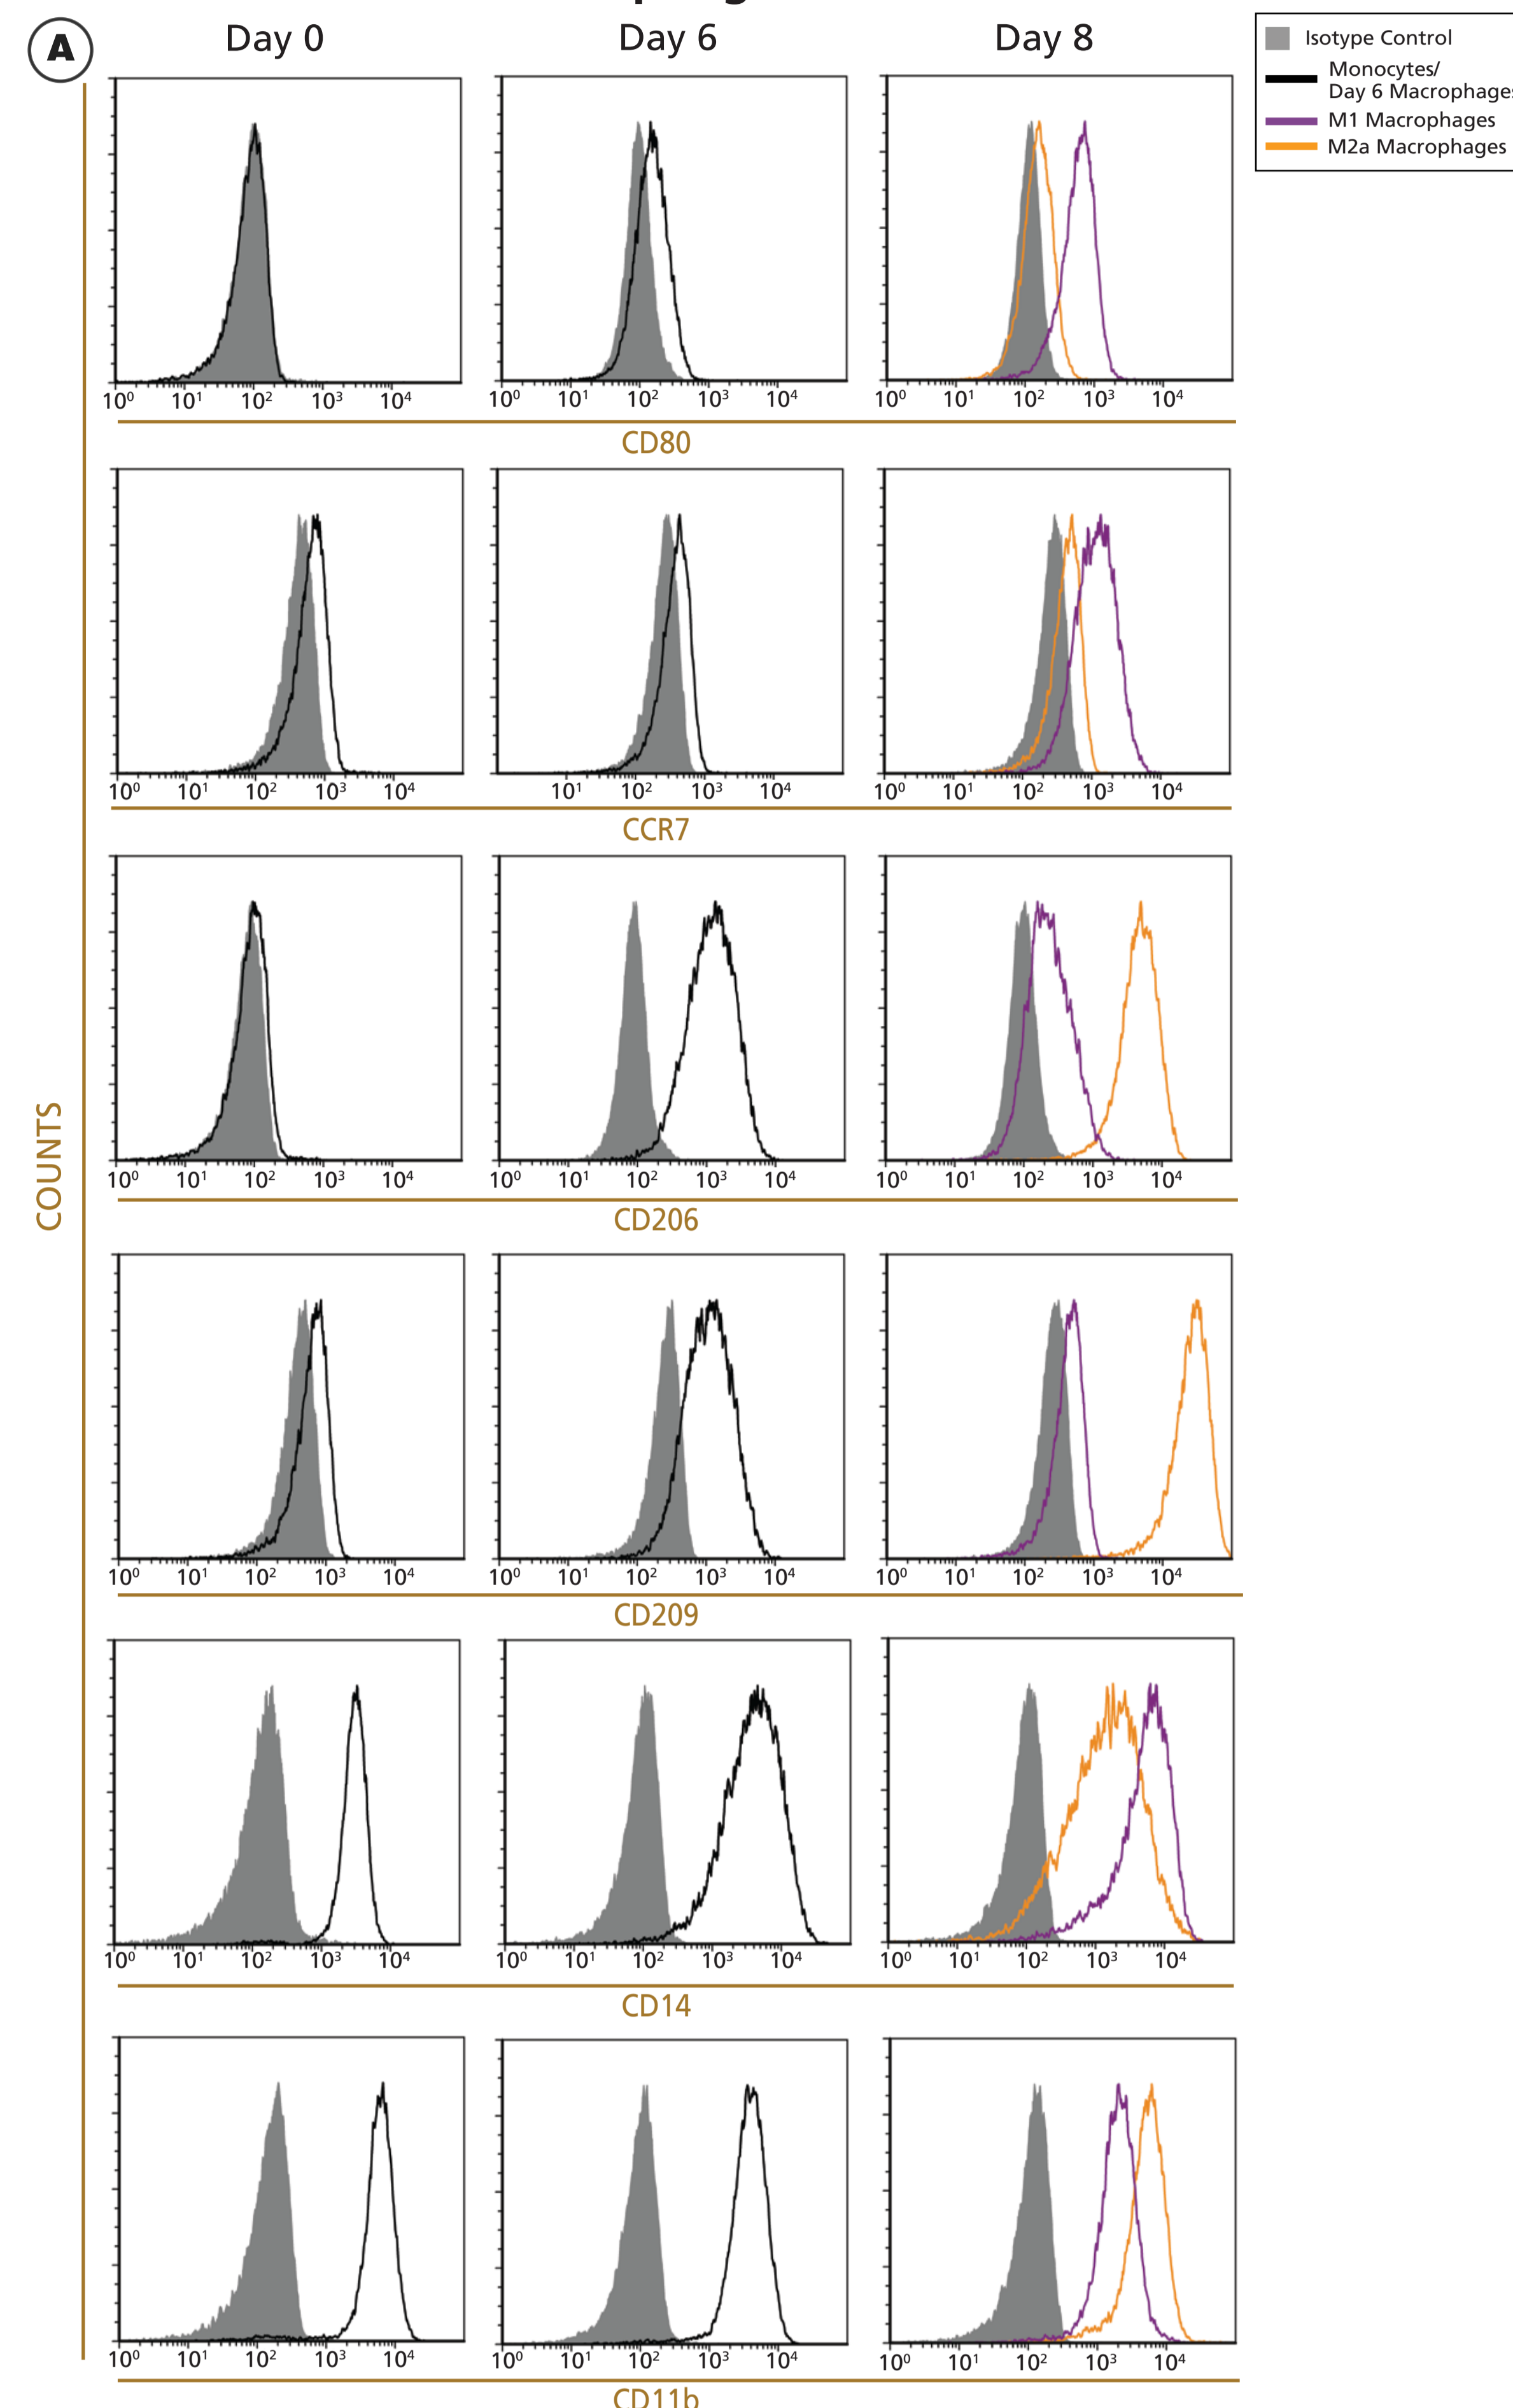 A
Day 0
Day 6
Day 8
Isotype Control
Monocytes/
Day 6 Macrophages
M1 Macrophages
M2a Macrophages
10⁰ 10¹ 10² 10³ 10⁴
10⁰ 10¹ 10² 10³ 10⁴
10⁰ 10¹ 10² 10³ 10⁴
CD80
10⁰ 10¹ 10² 10³ 10⁴
10¹ 10² 10³ 10⁴
10⁰ 10¹ 10² 10³ 10⁴
CCR7
10⁰ 10¹ 10² 10³ 10⁴
10⁰ 10¹ 10² 10³ 10⁴
10⁰ 10¹ 10² 10³ 10⁴
CD206
COUNTS
10⁰ 10¹ 10² 10³ 10⁴
10⁰ 10¹ 10² 10³ 10⁴
10⁰ 10¹ 10² 10³ 10⁴
CD209
10⁰ 10¹ 10² 10³ 10⁴
10⁰ 10¹ 10² 10³ 10⁴
10⁰ 10¹ 10² 10³ 10⁴
CD14
10⁰ 10¹ 10² 10³ 10⁴
10⁰ 10¹ 10² 10³ 10⁴
10⁰ 10¹ 10² 10³ 10⁴
CD11b